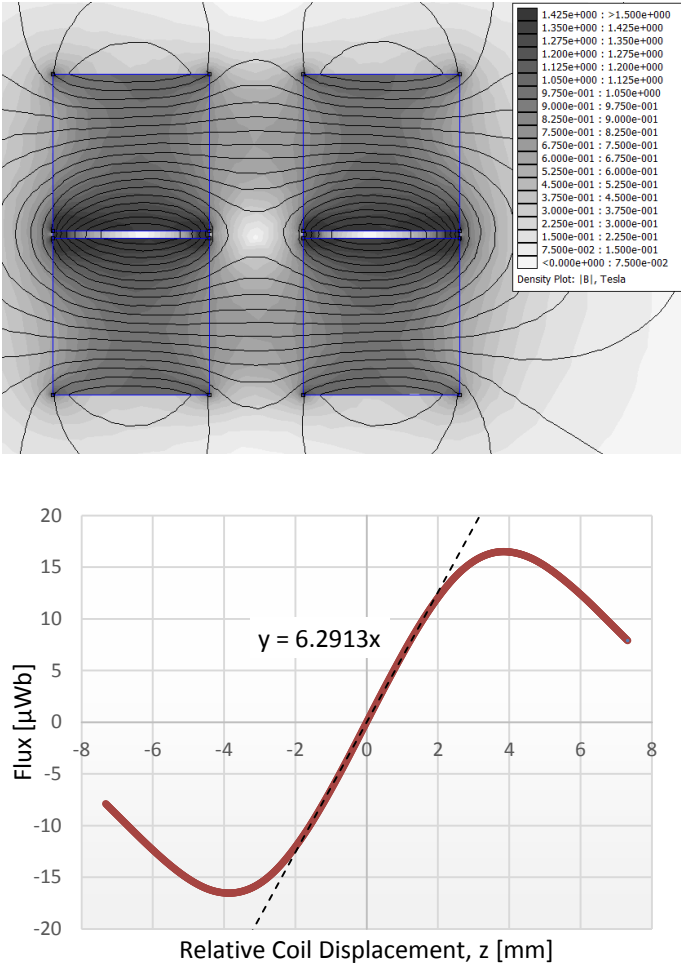 1.425e+000 : >1.500e+000
1.350e+000 : 1.425e+000
1.275e+000 : 1.350e+000
1.200e+000 : 1.275e+000
1.125e+000 : 1.200e+000
1.050e+000 : 1.125e+000
9.750e-001 : 1.050e+000
9.000e-001 : 9.750e-001
8.250e-001 : 9.000e-001
7.500e-001 : 8.250e-001
6.750e-001 : 7.500e-001
6.000e-001 : 6.750e-001
5.250e-001 : 6.000e-001
4.500e-001 : 5.250e-001
3.750e-001 : 4.500e-001
3.000e-001 : 3.750e-001
2.250e-001 : 3.000e-001
1.500e-001 : 2.250e-001
7.500e-002 : 1.500e-001
<0.000e+000 : 7.500e-002
Density Plot: |B|, Tesla
20
15
10
5
0
-5
-10
-15
-20
y = 6.2913x
-8 -6 -4 -2 0 2 4 6 8
Flux [µWb]
Relative Coil Displacement, z [mm]